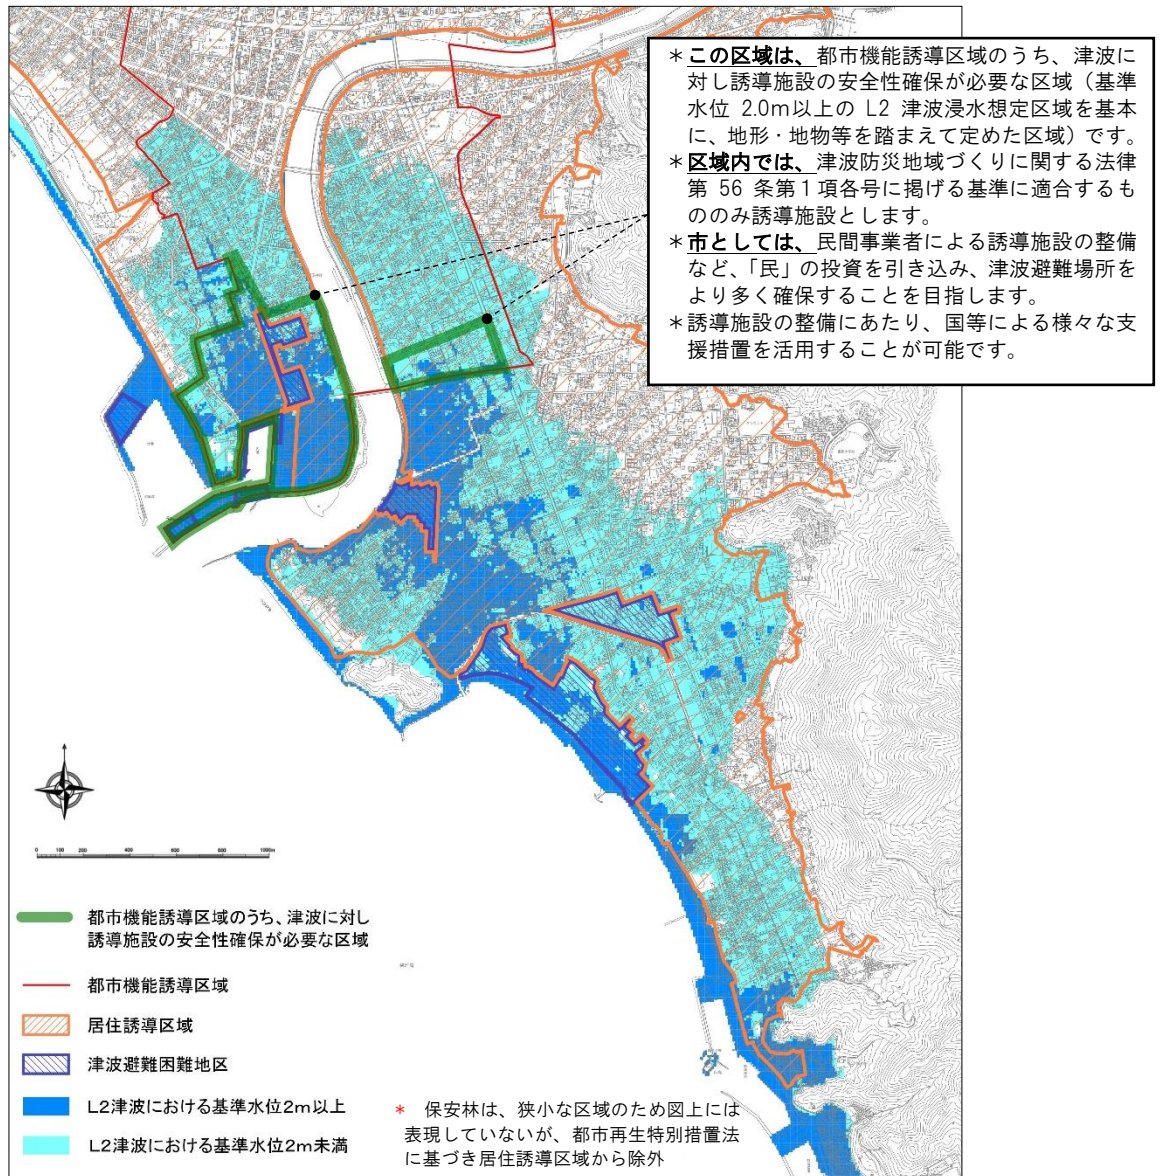 ＊この区域は、都市機能誘導区域のうち、津波に
対し誘導施設の安全性確保が必要な区域（基準
水位 2.0m以上の L2 津波浸水想定区域を基本
に、地形・地物等を踏まえて定めた区域）です。
＊区域内では、津波防災地域づくりに関する法律
第 56 条第１項各号に掲げる基準に適合するも
ののみ誘導施設とします。
＊市としては、民間事業者による誘導施設の整備
など、「民」の投資を引き込み、津波避難場所を
より多く確保することを目指します。
＊誘導施設の整備にあたり、国等による様々な支
援措置を活用することが可能です。
0 100 200 400 600 800 1000m
都市機能誘導区域のうち、津波に対し
誘導施設の安全性確保が必要な区域
都市機能誘導区域
居住誘導区域
津波避難困難地区
L2津波における基準水位2m以上
L2津波における基準水位2m未満
＊ 保安林は、狭小な区域のため図上には
表現していないが、都市再生特別措置法
に基づき居住誘導区域から除外